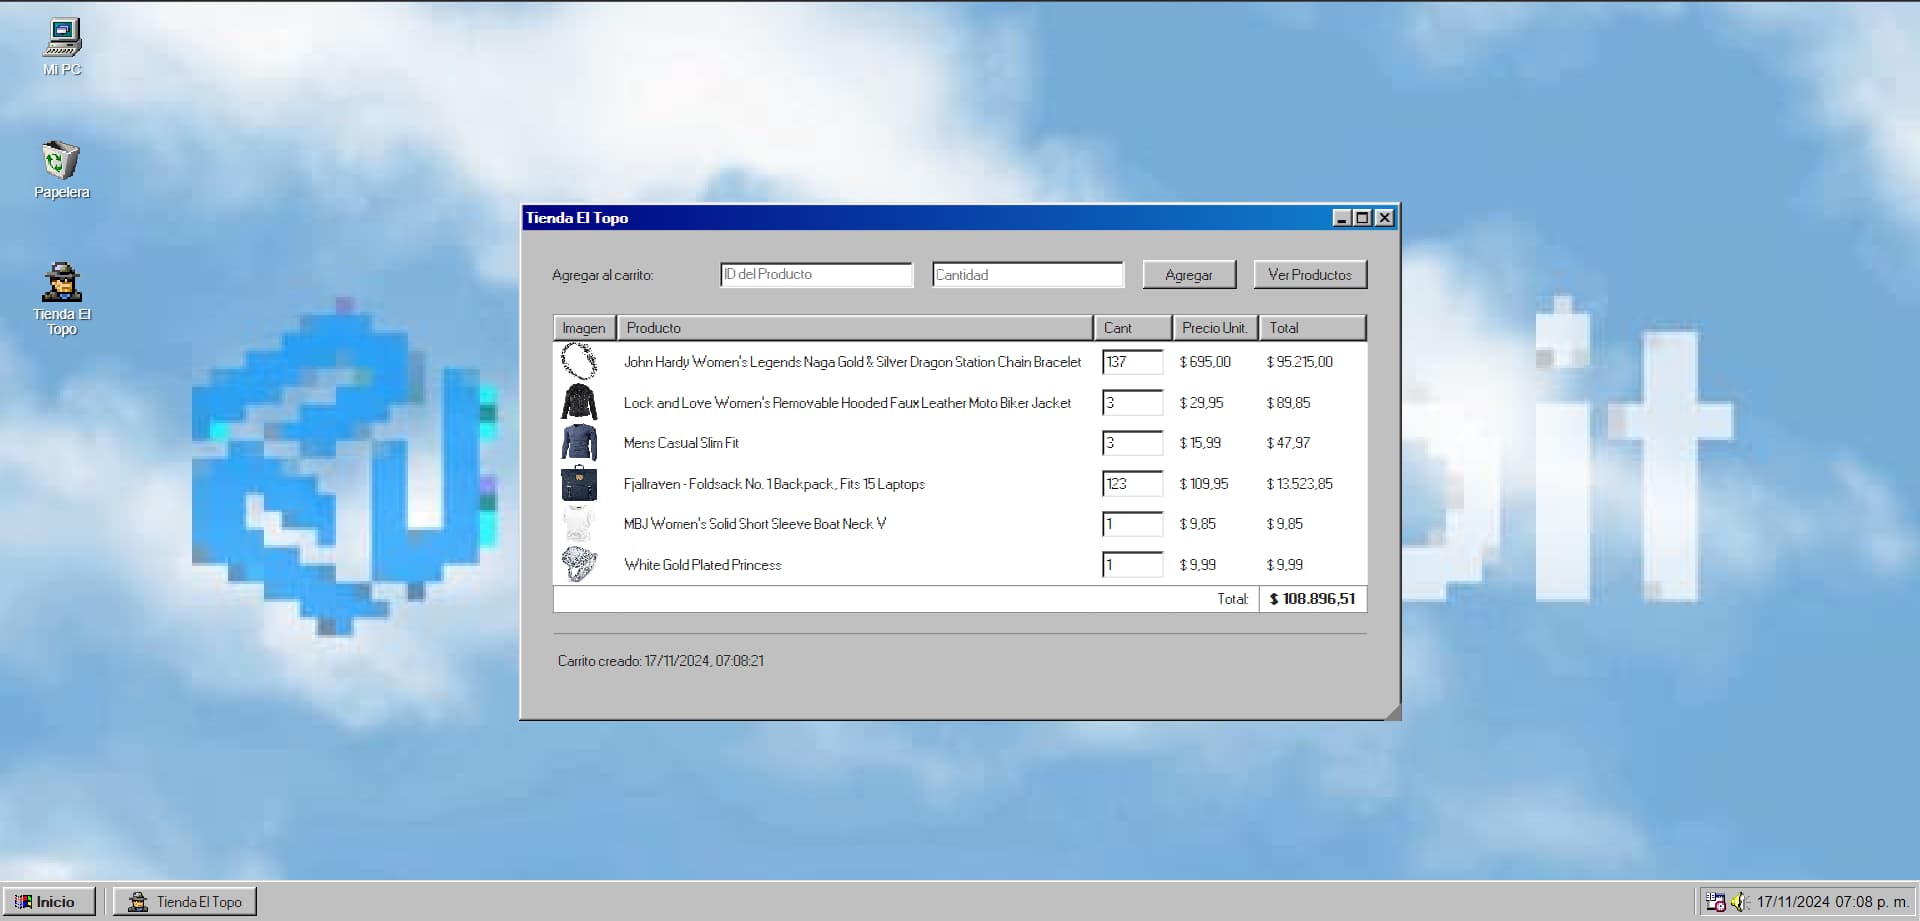 Mi PC
Papelera
Tienda El
Topo
Tienda El Topo
Agregar al carrito: ID del Producto Cantidad Agregar Ver Productos
Imagen Producto Cant Precio Unit. Total
John Hardy Women's Legends Naga Gold & Silver Dragon Station Chain Bracelet 137 $ 695,00 $ 95.215,00
Lock and Love Women's Removable Hooded Faux Leather Moto Biker Jacket 3 $ 29,95 $ 89,85
Mens Casual Slim Fit 3 $ 15,99 $ 47,97
Fjallraven - Foldsack No. 1 Backpack, Fits 15 Laptops 123 $ 109,95 $ 13.523,85
MBJ Women's Solid Short Sleeve Boat Neck V 1 $ 9,85 $ 9,85
White Gold Plated Princess 1 $ 9,99 $ 9,99
Total: $ 108.896,51
Carrito creado: 17/11/2024, 07:08:21
it
Inicio Tienda El Topo 17/11/2024 07:08 p. m.